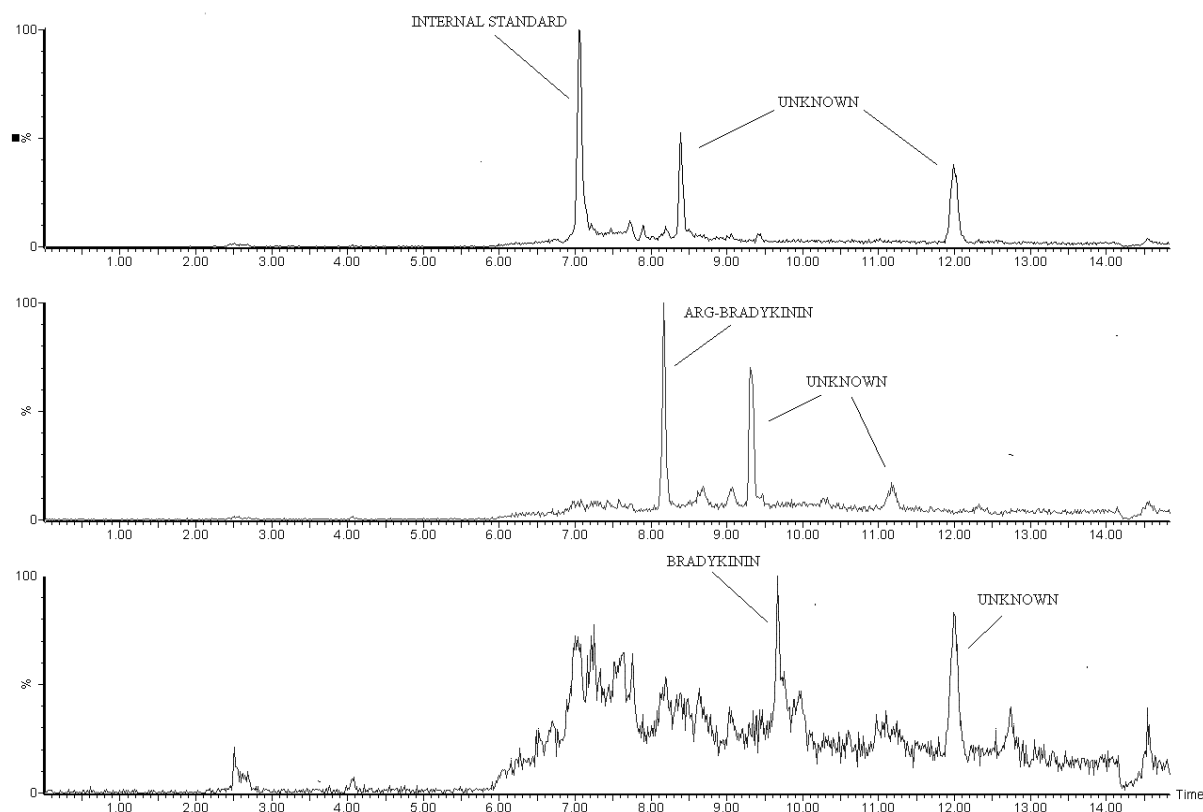 INTERNAL STANDARD
100
UNKNOWN
%
0
1.00 2.00 3.00 4.00 5.00 6.00 7.00 8.00 9.00 10.00 11.00 12.00 13.00 14.00
100
ARG-BRADYKININ
UNKNOWN
%
0
1.00 2.00 3.00 4.00 5.00 6.00 7.00 8.00 9.00 10.00 11.00 12.00 13.00 14.00
BRADYKININ
100
UNKNOWN
%
0
1.00 2.00 3.00 4.00 5.00 6.00 7.00 8.00 9.00 10.00 11.00 12.00 13.00 14.00 Time